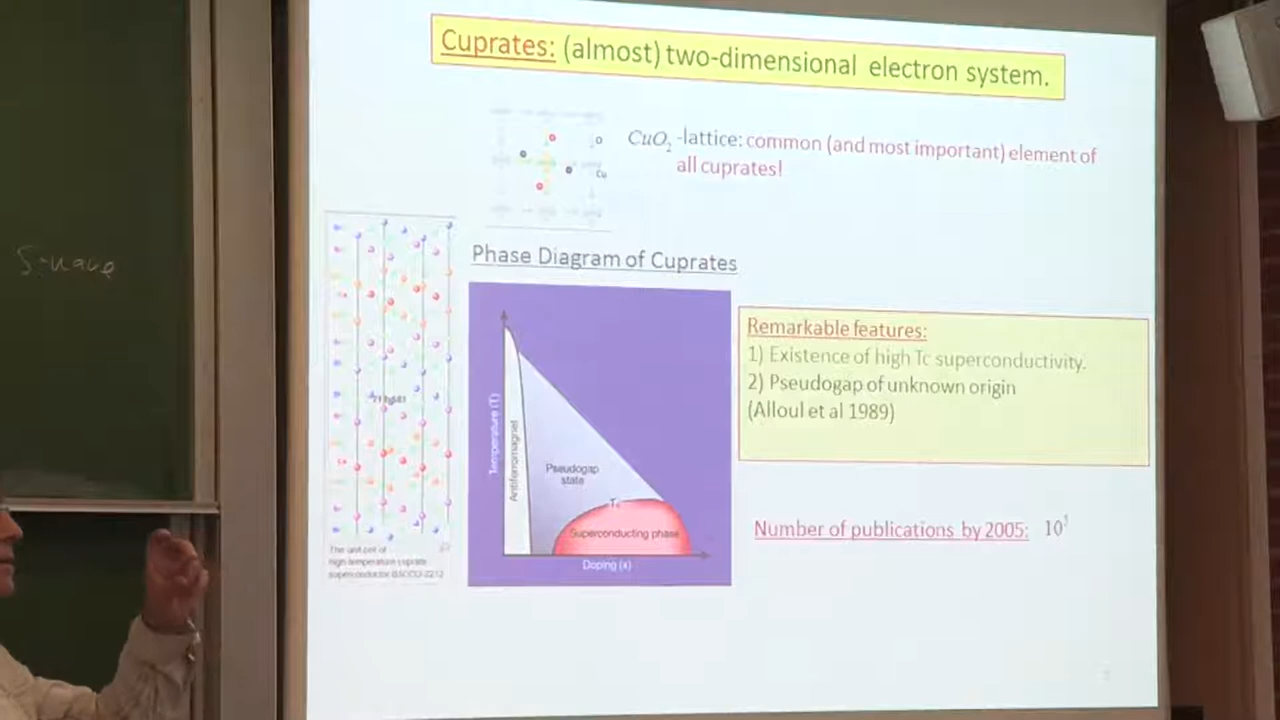 Cuprates: (almost) two-dimensional electron system.
CuO₂ -lattice: common (and most important) element of
all cuprates!
Cu
S-wave
Phase Diagram of Cuprates
Temperature (T)
Antiferromagnet
Pseudogap
state
Tc
Superconducting phase
Doping (x)
Remarkable features:
1) Existence of high Tc superconductivity.
2) Pseudogap of unknown origin
(Alloul et al 1989)
Number of publications by 2005:
The unit cell of
high-temperature cuprate
superconductor BSCCO-2212